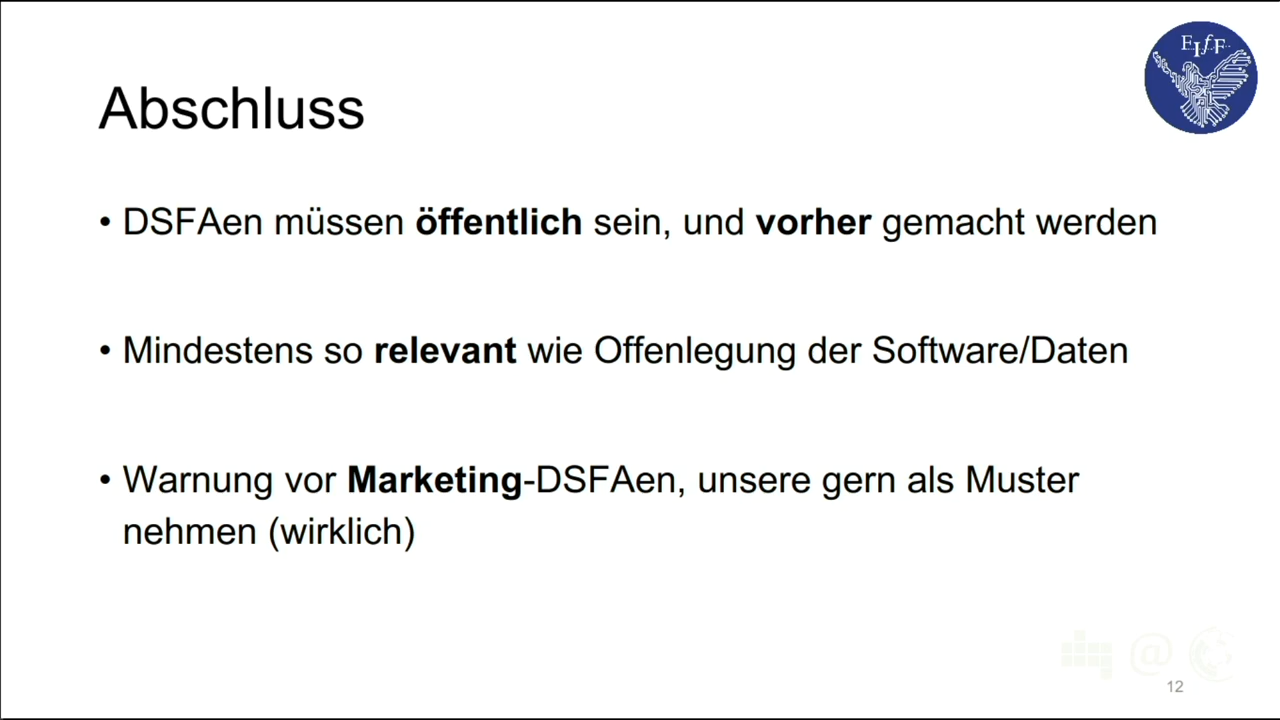 FIfF
Abschluss
• DSFAen müssen öffentlich sein, und vorher gemacht werden
• Mindestens so relevant wie Offenlegung der Software/Daten
• Warnung vor Marketing-DSFAen, unsere gern als Muster
nehmen (wirklich)
@
12